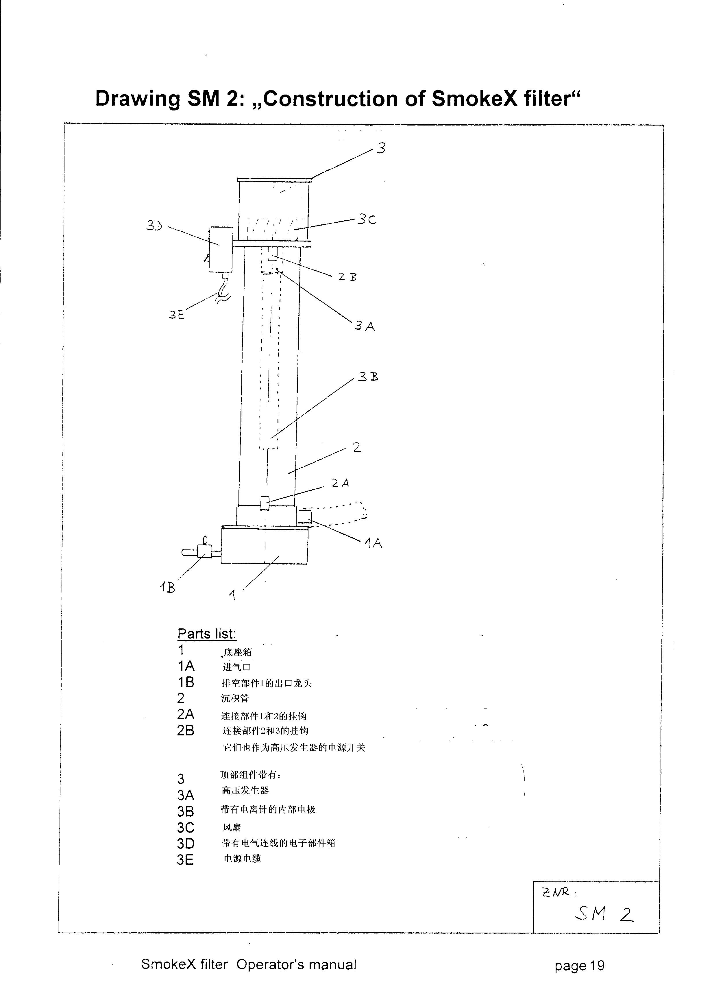 Drawing SM 2: „Construction of SmokeX filter“
3
3D
3C
2B
3E
3A
3B
2
2A
1A
1B
1
Parts list:
1 底座箱
1A 进气口
1B 排空部件1的出口龙头
2 沉积管
2A 连接部件1和2的挂钩
2B 连接部件2和3的挂钩
它们也作为高压发生器的电源开关
3 顶部组件带有：
3A 高压发生器
3B 带有电离针的内部电极
3C 风扇
3D 带有电气连线的电子部件箱
3E 电源电缆
ZNR:
SM 2
SmokeX filter Operator's manual page 19